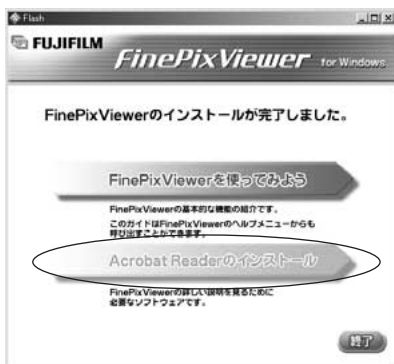 Flash
FUJIFILM
FinePixViewer for Windows
FinePixViewerのインストールが完了しました。
FinePixViewerを使ってみよう
FinePixViewerの基本的な機能の紹介です。
このガイドはFinePixViewerのヘルプメニューからも
呼び出すことができます。
Acrobat Readerのインストール
FinePixViewerの詳しい説明を見るために
必要なソフトウェアです。
終了